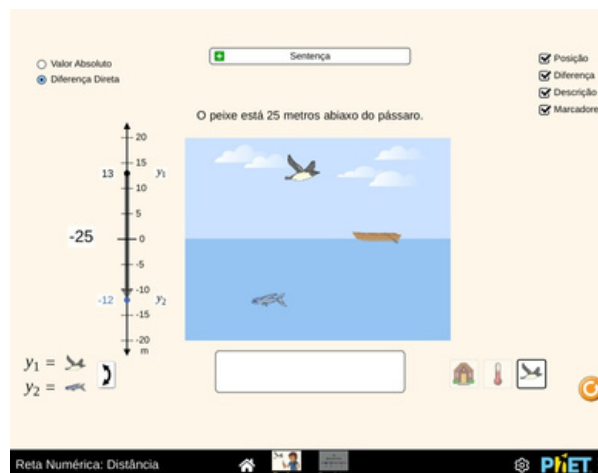 Valor Absoluto
Diferença Direta
Sentença
Posição
Diferença
Descrição
Marcadore
O peixe está 25 metros abiaxo do pássaro.
20
15
13 y₁
10
5
-25 0
-5
-10
-12 y₂
-15
-20
m
y₁ =
y₂ =
Reta Numérica: Distância
PhET